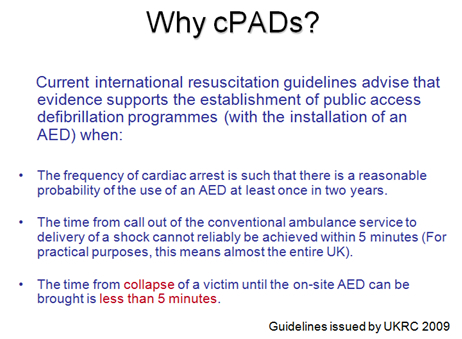 Why cPADs?
Current international resuscitation guidelines advise that
evidence supports the establishment of public access
defibrillation programmes (with the installation of an
AED) when:
• The frequency of cardiac arrest is such that there is a reasonable
probability of the use of an AED at least once in two years.
• The time from call out of the conventional ambulance service to
delivery of a shock cannot reliably be achieved within 5 minutes (For
practical purposes, this means almost the entire UK).
• The time from collapse of a victim until the on-site AED can be
brought is less than 5 minutes.
Guidelines issued by UKRC 2009